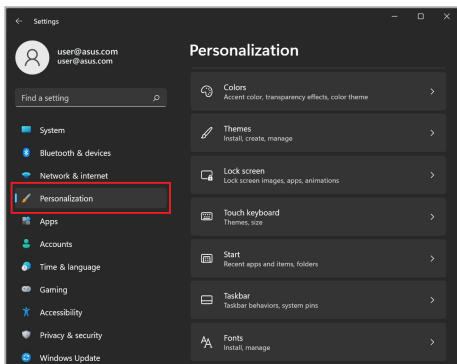 Settings
user@asus.com
user@asus.com
Find a setting
System
Bluetooth & devices
Network & internet
Personalization
Apps
Accounts
Time & language
Gaming
Accessibility
Privacy & security
Windows Update
Personalization
Colors
Accent color, transparency effects, color theme
Themes
Install, create, manage
Lock screen
Lock screen images, apps, animations
Touch keyboard
Themes, size
Start
Recent apps and items, folders
Taskbar
Taskbar behaviors, system pins
Fonts
Install, manage